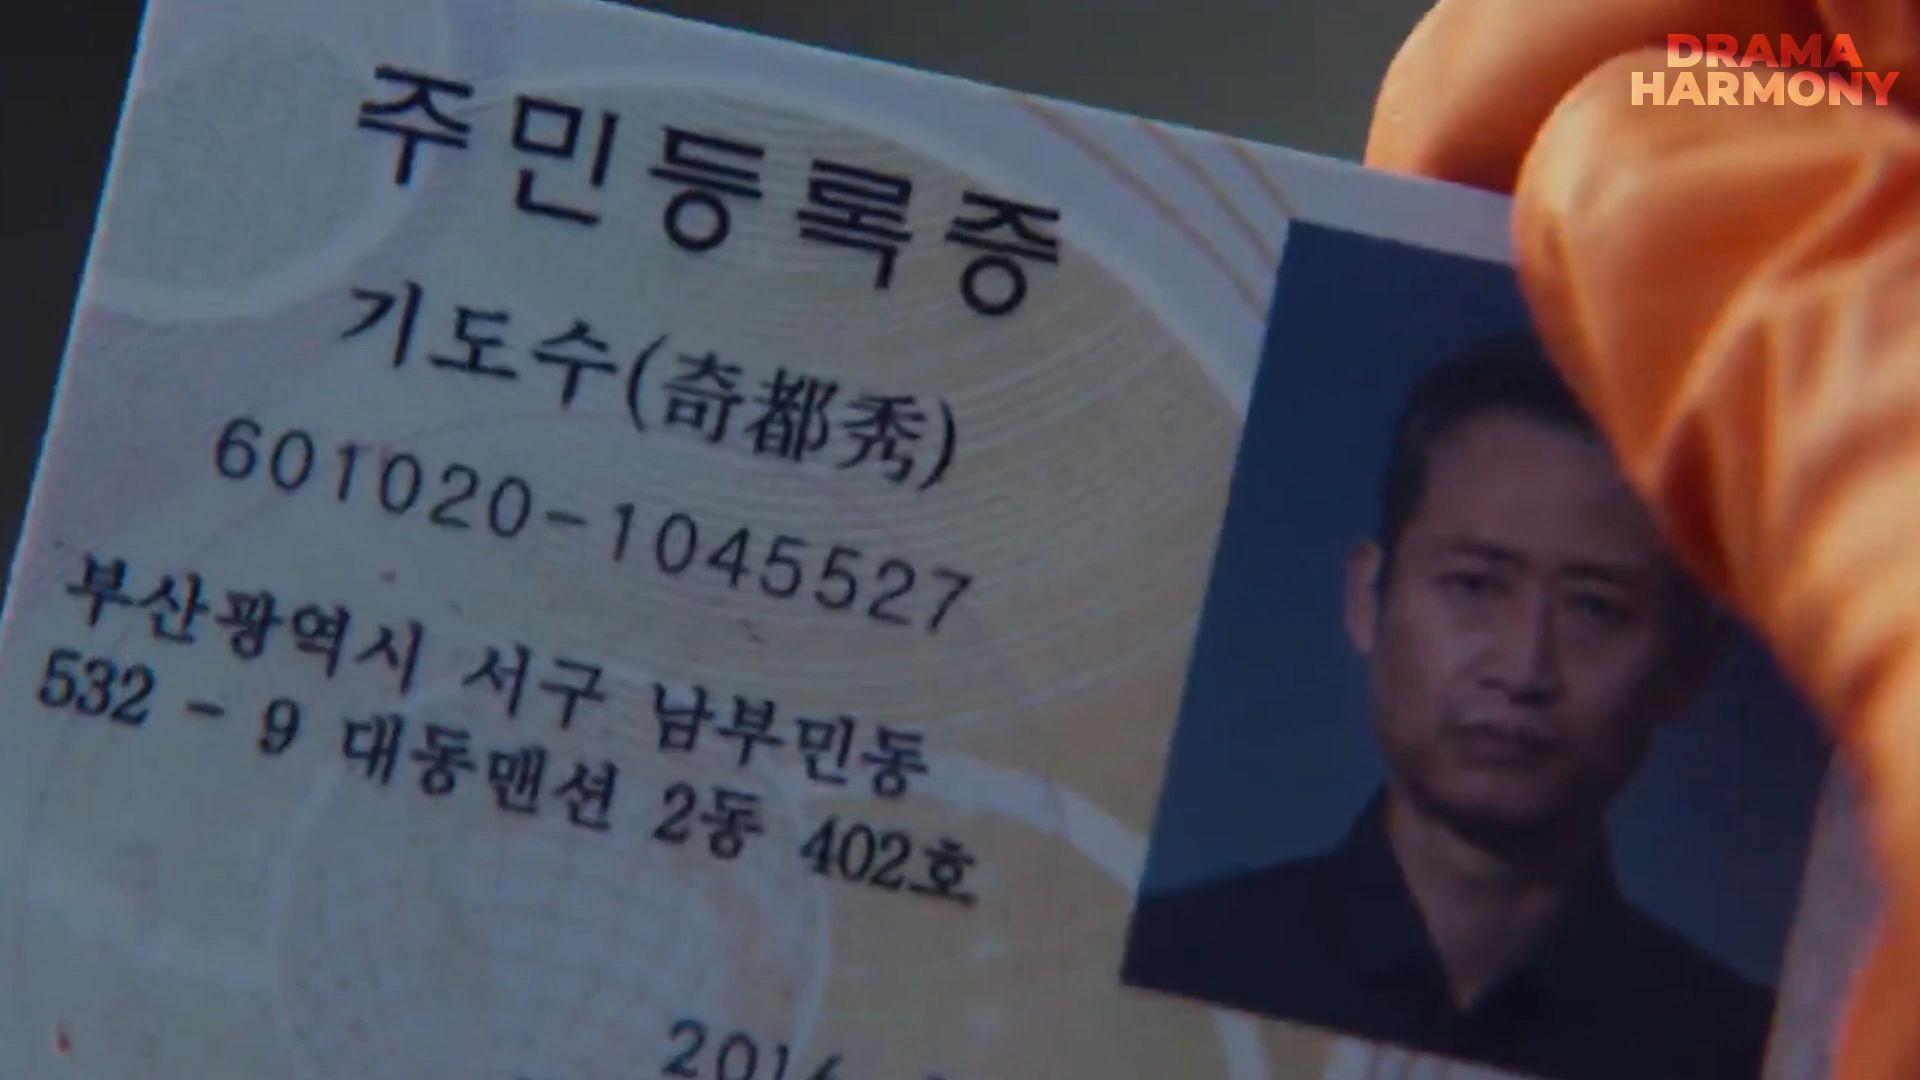 DRAMA
HARMONY
주민등록증
기도수(奇都秀)
601020-1045527
부산광역시 서구 남부민동
532 - 9 대동맨션 2동 402호